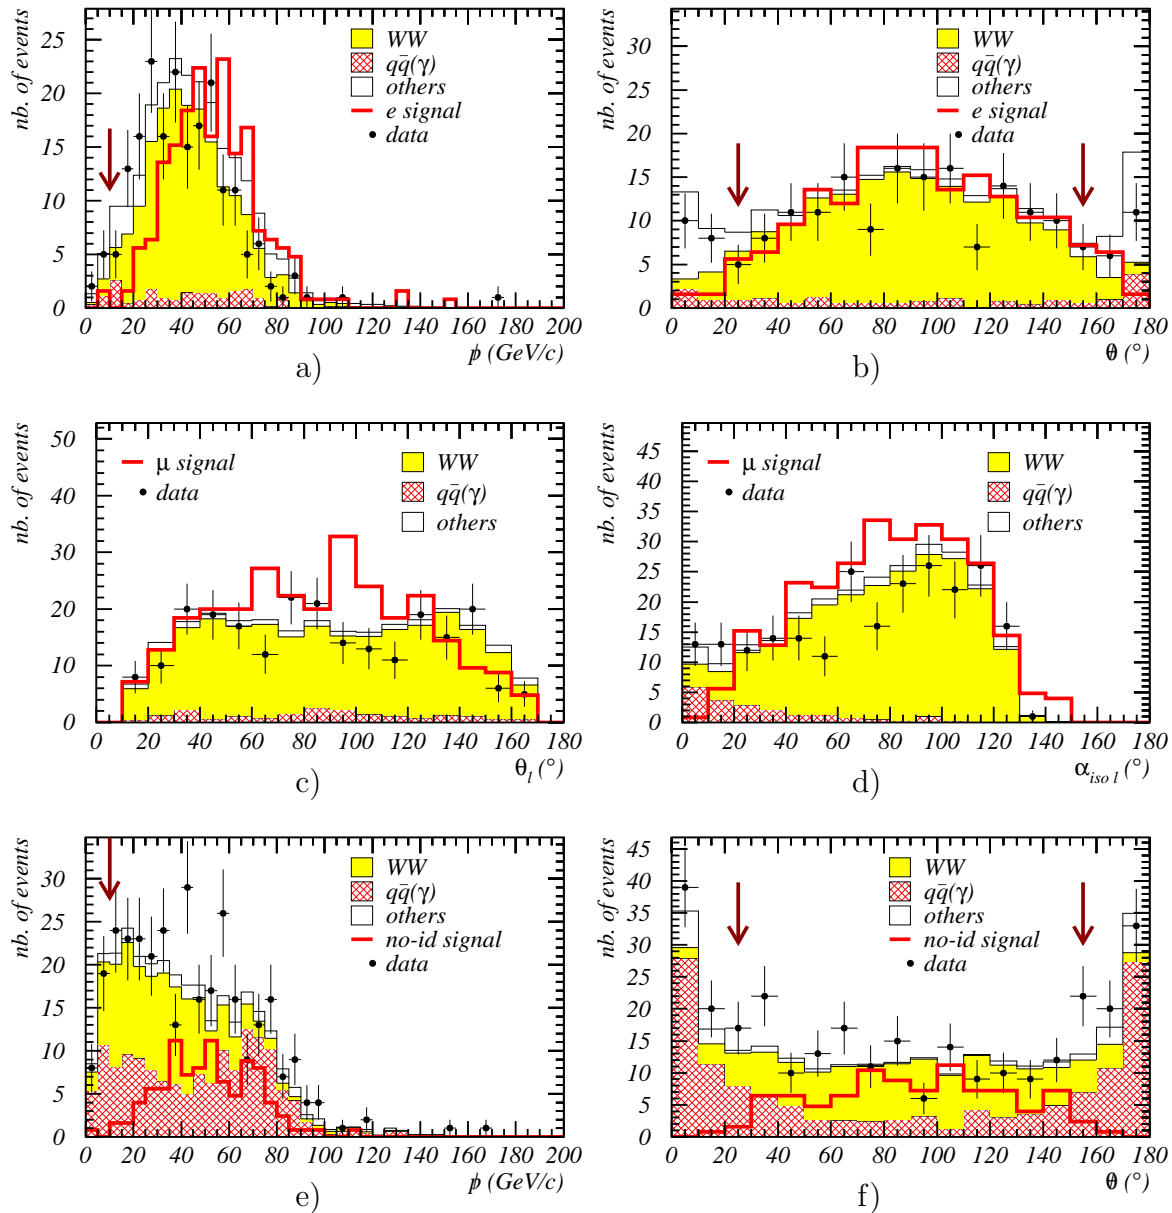 nb. of events
25
20
15
10
5
0
WW
qq̄(γ)
others
e signal
data
0 20 40 60 80 100 120 140 160 180 200
p̸ (GeV/c)
a)
nb. of events
30
25
20
15
10
5
0
WW
qq̄(γ)
others
e signal
data
0 20 40 60 80 100 120 140 160 180
θ̸ (°)
b)
nb. of events
50
40
30
20
10
0
μ signal
data
WW
qq̄(γ)
others
0 20 40 60 80 100 120 140 160 180
θ_l (°)
c)
nb. of events
45
40
35
30
25
20
15
10
5
0
μ signal
data
WW
qq̄(γ)
others
0 20 40 60 80 100 120 140 160 180
α_iso l (°)
d)
nb. of events
30
25
20
15
10
5
0
WW
qq̄(γ)
others
no-id signal
data
0 20 40 60 80 100 120 140 160 180 200
p̸ (GeV/c)
e)
nb. of events
45
40
35
30
25
20
15
10
5
0
WW
qq̄(γ)
others
no-id signal
data
0 20 40 60 80 100 120 140 160 180
θ̸ (°)
f)